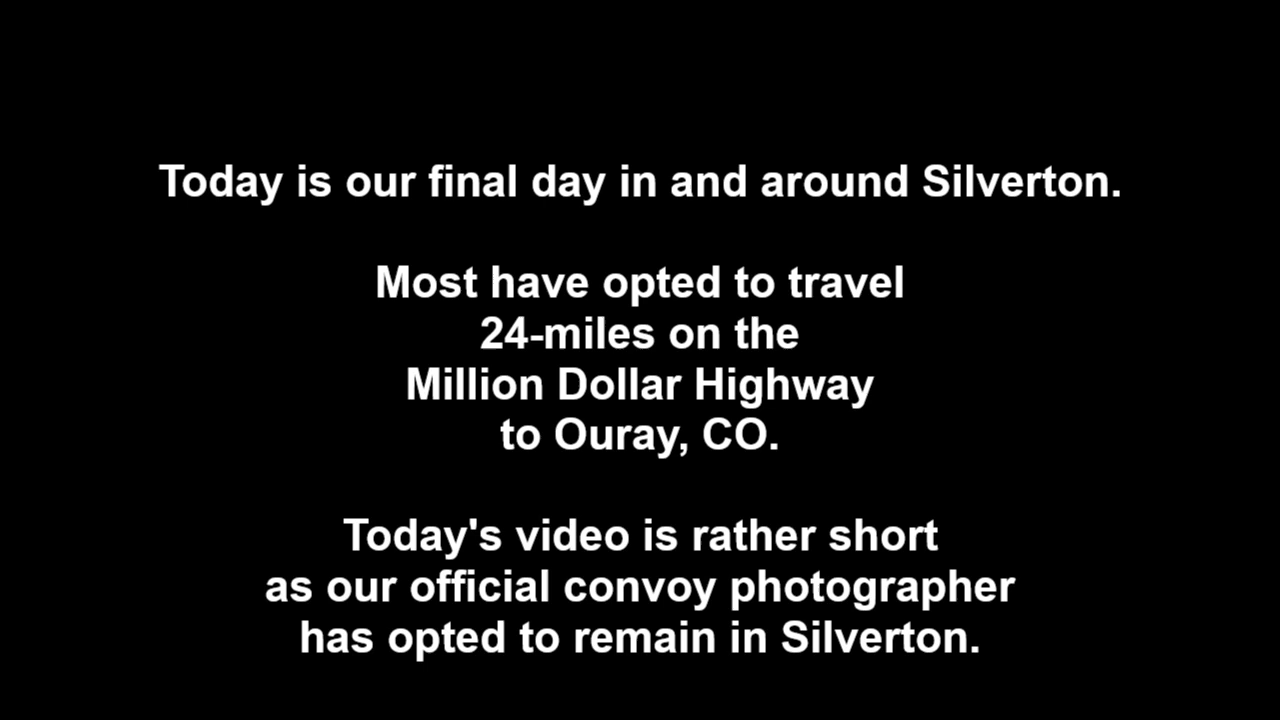 Today is our final day in and around Silverton.
Most have opted to travel
24-miles on the
Million Dollar Highway
to Ouray, CO.
Today's video is rather short
as our official convoy photographer
has opted to remain in Silverton.